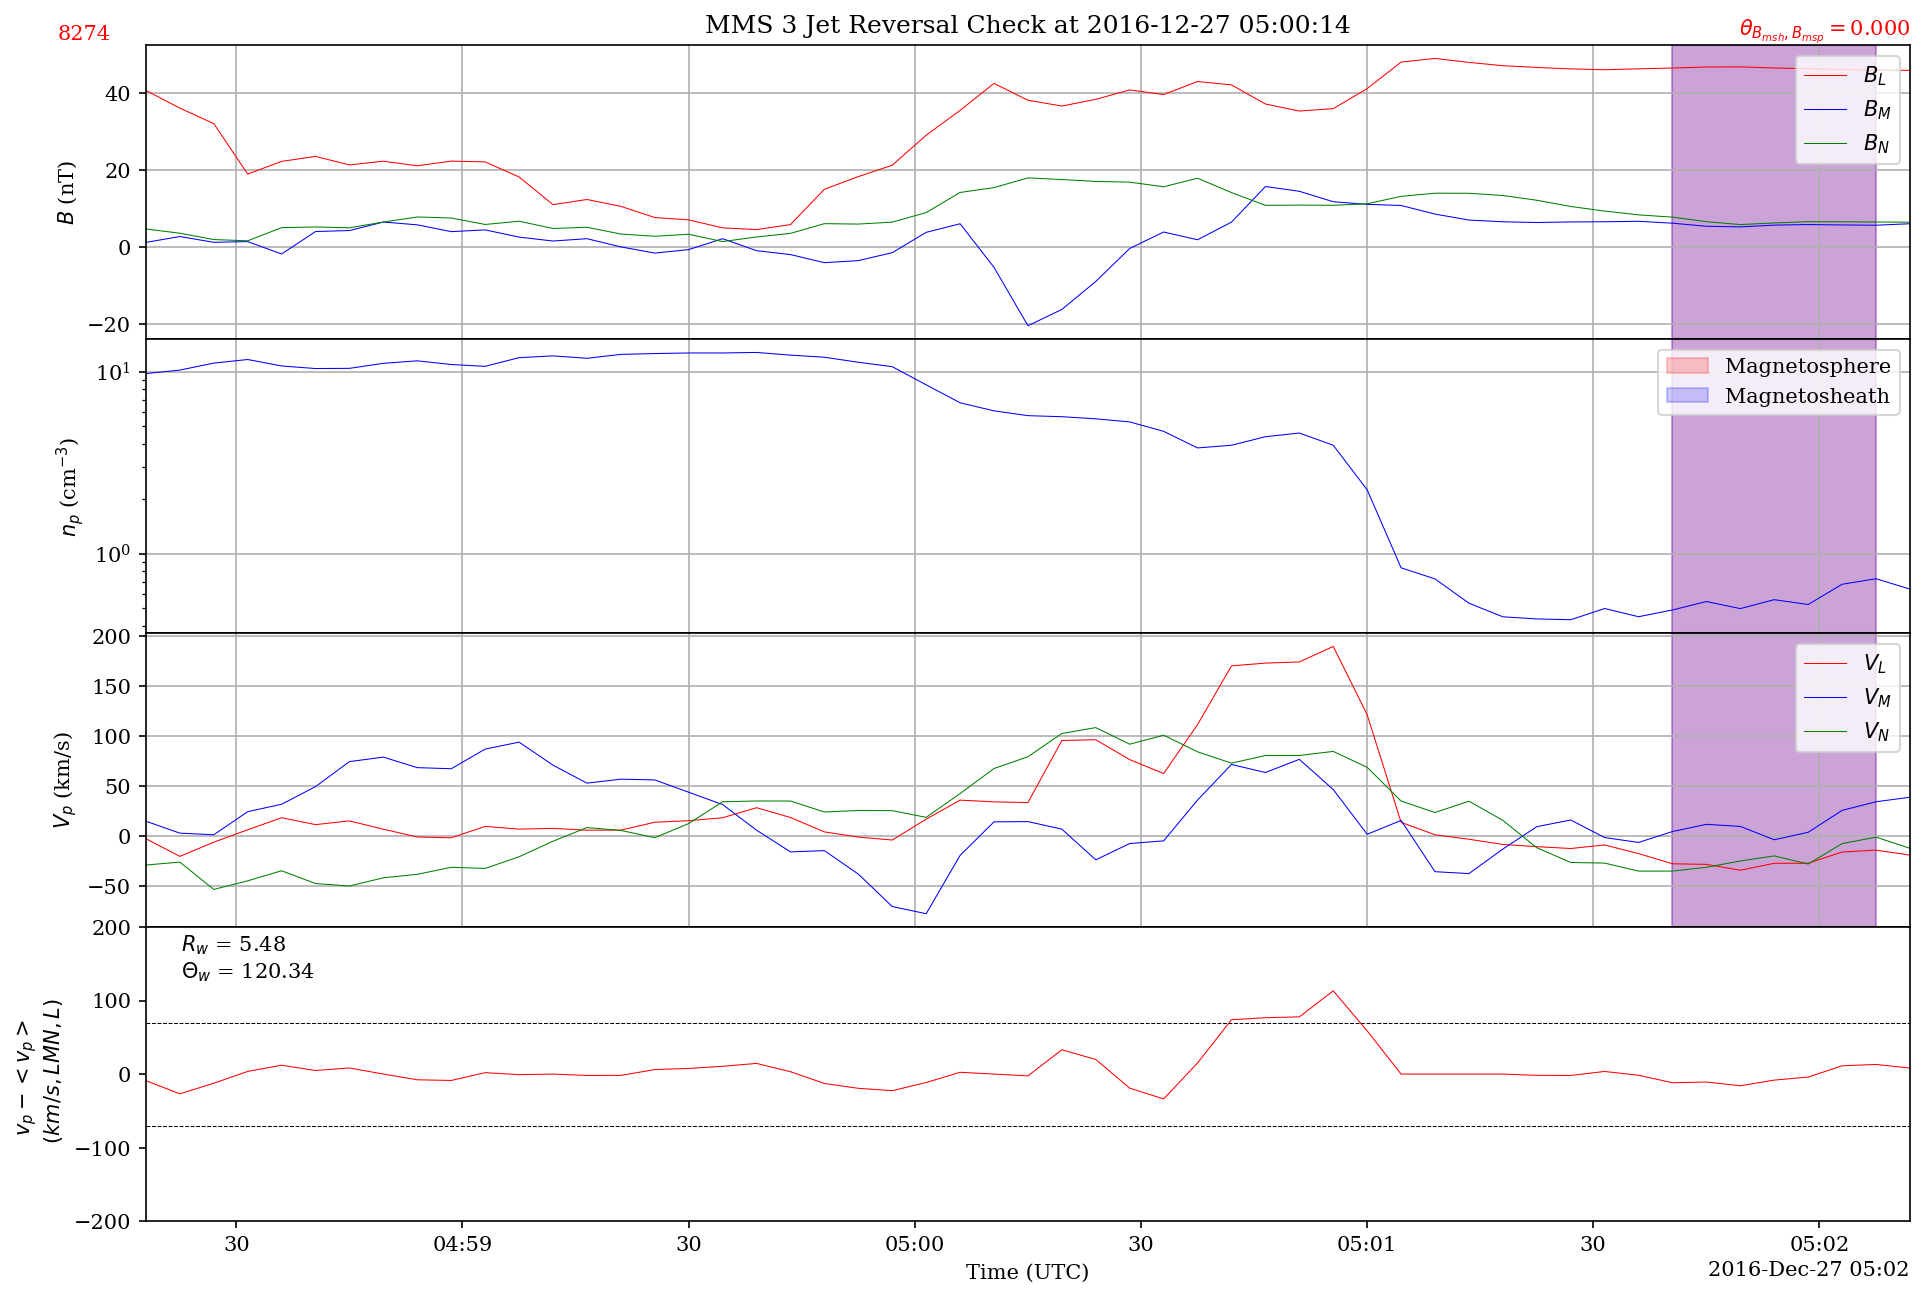 MMS 3 Jet Reversal Check at 2016-12-27 05:00:14
8274
θ_{B_{msh}, B_{msp}} = 0.000
40
20
0
−20
B (nT)
B_L
B_M
B_N
10^1
10^0
n_p (cm^{−3})
Magnetosphere
Magnetosheath
200
150
100
50
0
−50
V_p (km/s)
V_L
V_M
V_N
200
100
0
−100
−200
v_p − < v_p >
(km/s, LMN, L)
R_w = 5.48
Θ_w = 120.34
30 04:59 30 05:00 30 05:01 30 05:02
Time (UTC)
2016-Dec-27 05:02